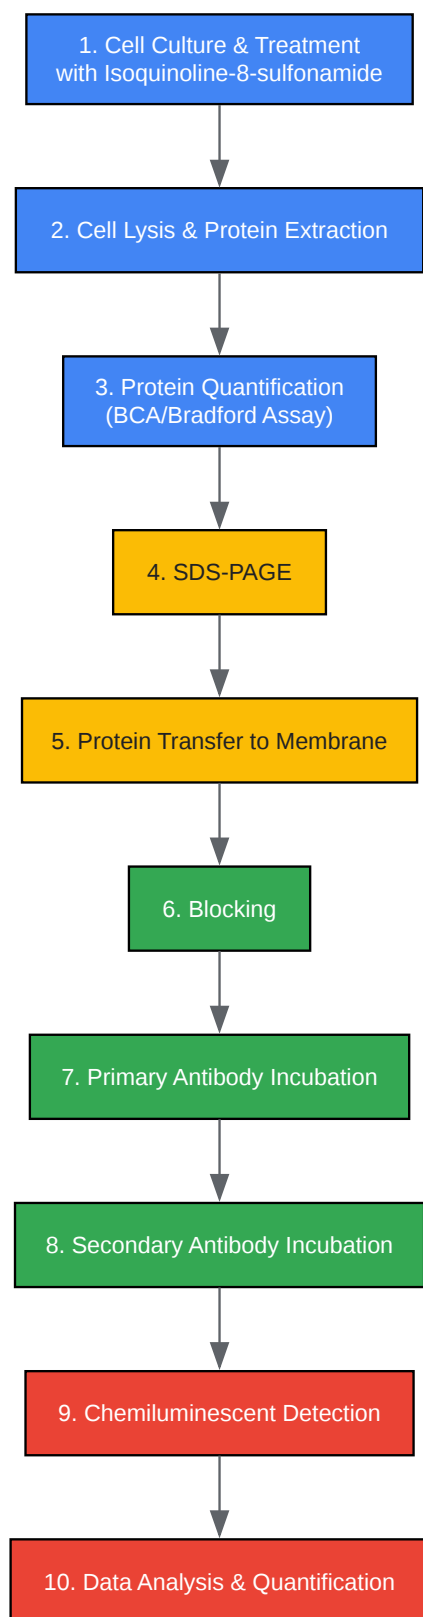 1. Cell Culture & Treatment
with Isoquinoline-8-sulfonamide
2. Cell Lysis & Protein Extraction
3. Protein Quantification
(BCA/Bradford Assay)
4. SDS-PAGE
5. Protein Transfer to Membrane
6. Blocking
7. Primary Antibody Incubation
8. Secondary Antibody Incubation
9. Chemiluminescent Detection
10. Data Analysis & Quantification